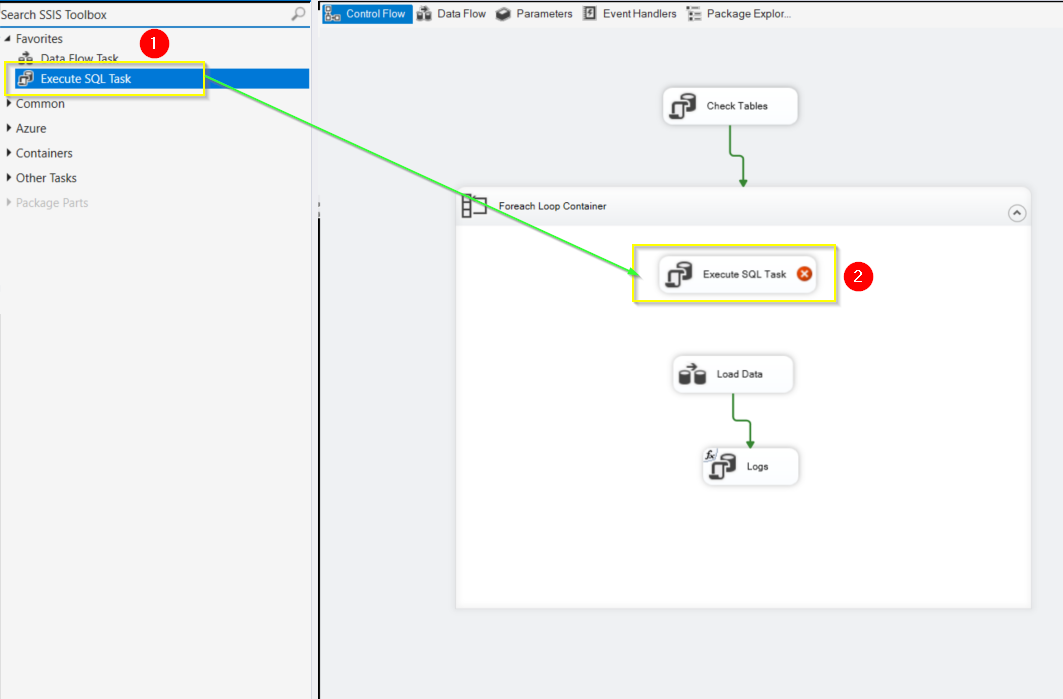 Search SSIS Toolbox
Favorites
1
Data Flow Task
Execute SQL Task
Common
Azure
Containers
Other Tasks
Package Parts
Control Flow Data Flow Parameters Event Handlers Package Explor...
Check Tables
Foreach Loop Container
Execute SQL Task
2
Load Data
fx
Logs